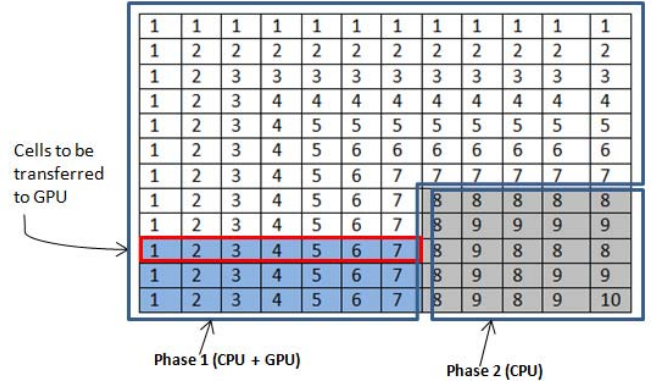 1 1 1 1 1 1 1 1 1 1 1 1
1 2 2 2 2 2 2 2 2 2 2 2
1 2 3 3 3 3 3 3 3 3 3 3
1 2 3 4 4 4 4 4 4 4 4 4
1 2 3 4 5 5 5 5 5 5 5 5
1 2 3 4 5 6 6 6 6 6 6 6
1 2 3 4 5 6 7 7 7 7 7 7
1 2 3 4 5 6 7 8 8 8 8 8
1 2 3 4 5 6 7 8 9 9 9 9
1 2 3 4 5 6 7 8 9 8 8 8
1 2 3 4 5 6 7 8 9 8 9 9
1 2 3 4 5 6 7 8 9 8 9 10
Cells to be
transferred
to GPU
Phase 1 (CPU + GPU)
Phase 2 (CPU)